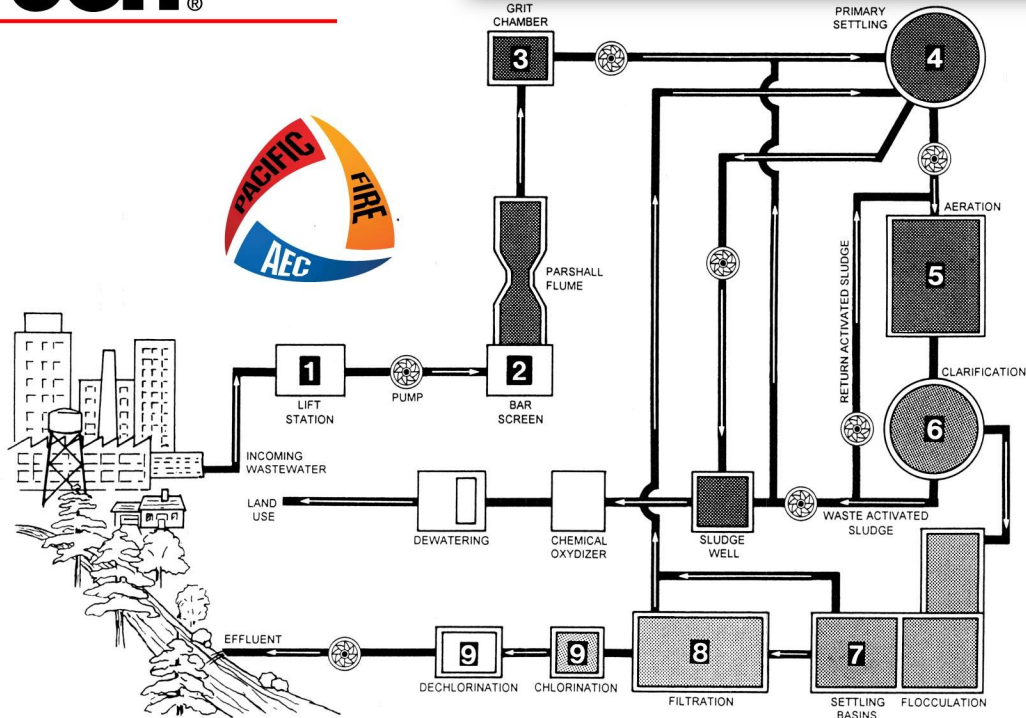 ®
GRIT
CHAMBER
3
PRIMARY
SETTLING
4
PACIFIC
FIRE
AEC
AERATION
5
PARSHALL
FLUME
RETURN ACTIVATED SLUDGE
1
LIFT
STATION
PUMP
2
BAR
SCREEN
CLARIFICATION
6
INCOMING
WASTEWATER
LAND
USE
DEWATERING
CHEMICAL
OXYDIZER
SLUDGE
WELL
WASTE ACTIVATED
SLUDGE
EFFLUENT
9
DECHLORINATION
9
CHLORINATION
8
FILTRATION
7
SETTLING
BASINS
FLOCCULATION